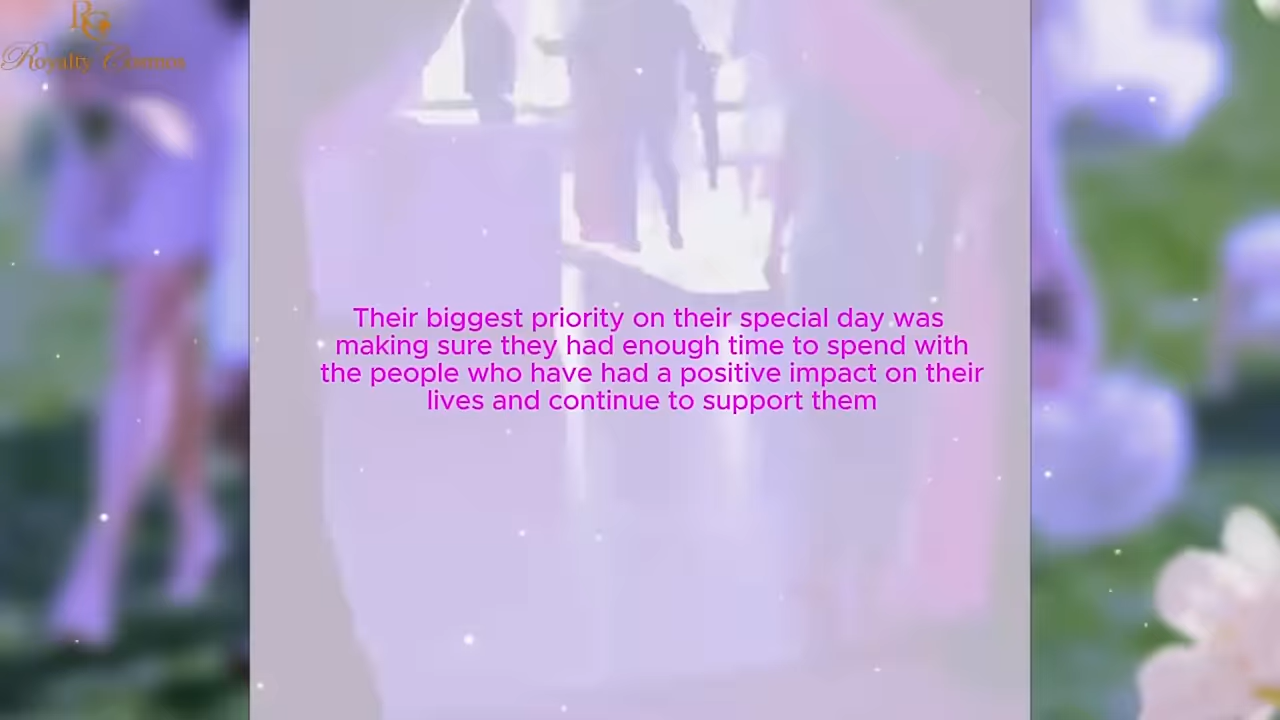 RC
Royalty Cosmos
Their biggest priority on their special day was
making sure they had enough time to spend with
the people who have had a positive impact on their
lives and continue to support them